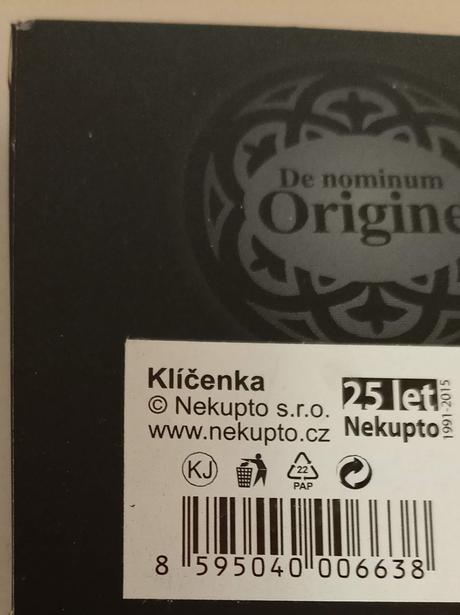 De nominum
Origine
Klíčenka
© Nekupto s.r.o.
www.nekupto.cz
25 let
Nekupto
1991-2015
KJ
22
PAP
8 595040 006638